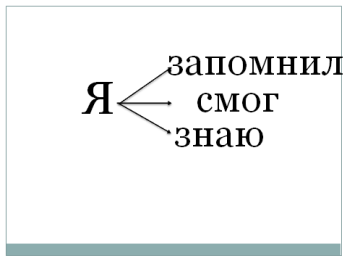 запомнил
Я смог
знаю